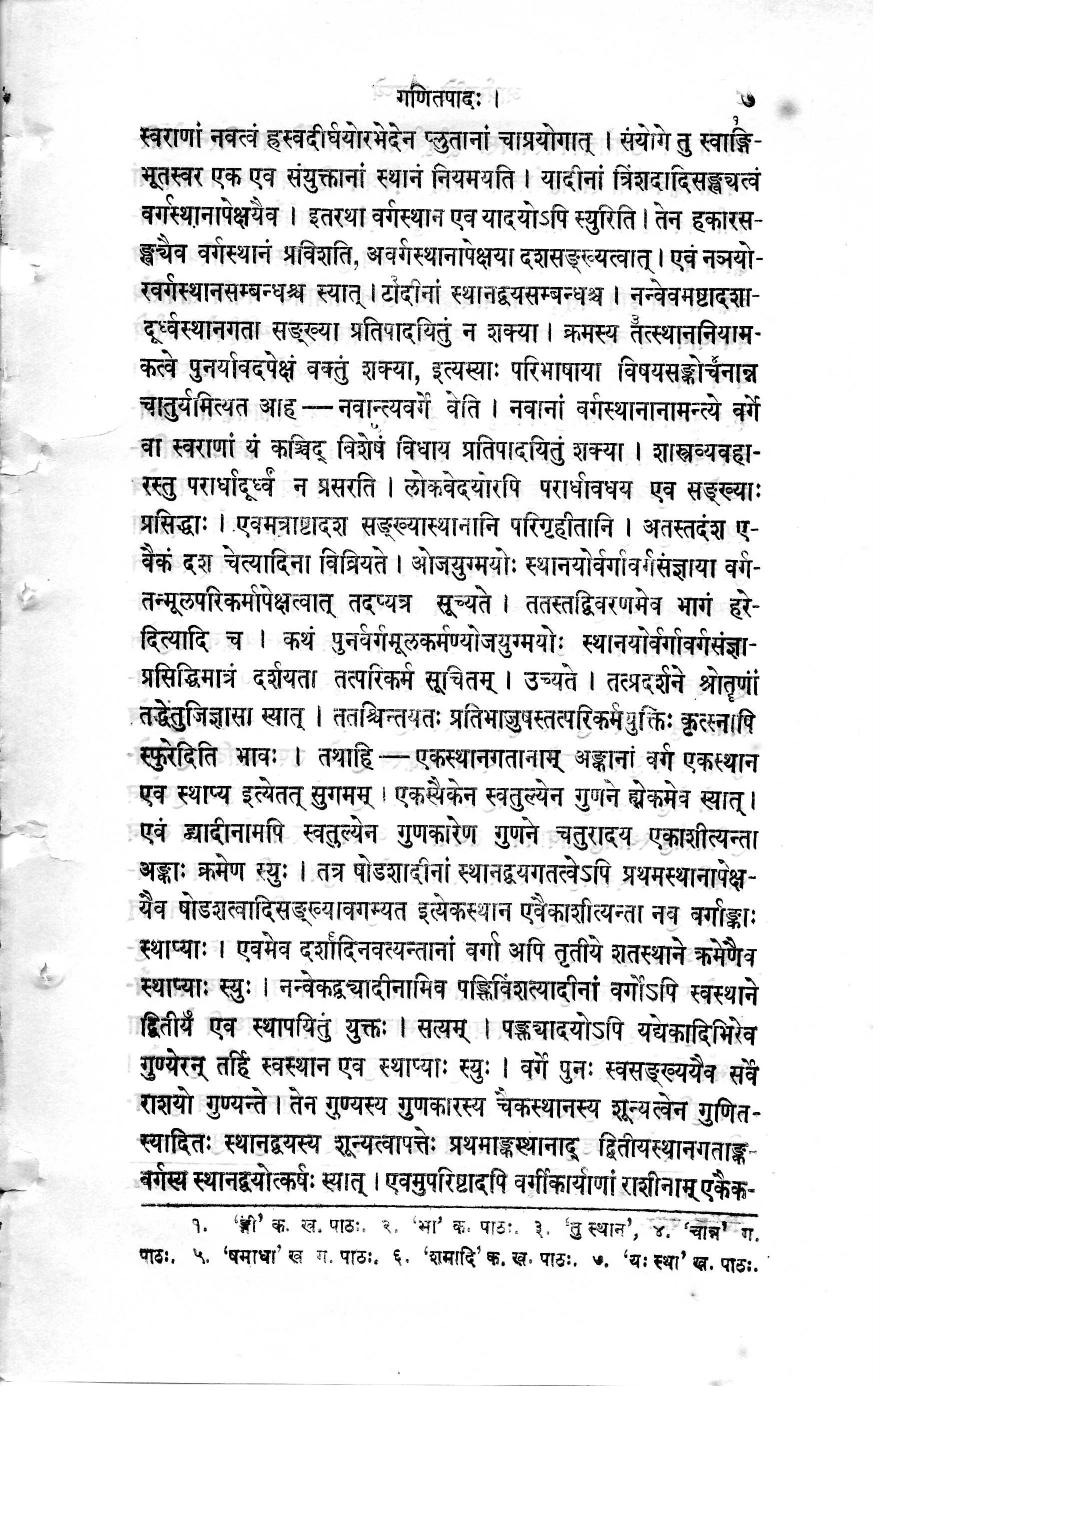 गणितपादः । ७
स्वराणां नवत्वं ह्रस्वदीर्घयोरभेदेन प्लुतानां चाप्रयोगात् । संयोगे तु स्वाङ्गि-
भूतस्वर एक एव संयुक्तानां स्थानं नियमयति । यादीनां त्रिंशदादिसङ्ख्यत्वं
वर्गस्थानापेक्षयैव । इतरथा वर्गस्थान एव यादयोऽपि स्युरिति । तेन हकारस-
ङ्ख्यैव वर्गस्थानं प्रविशति, अवर्गस्थानापेक्षया दशसङ्ख्यत्वात् । एवं नञयो-
रवर्गस्थानसम्बन्धश्च स्यात् । टादीनां स्थानद्वयसम्बन्धश्च । नन्वेवमष्टादशा-
दूर्ध्वस्थानगता सङ्ख्या प्रतिपादयितुं न शक्या । क्रमस्य तत्स्थाननियाम-
कत्वे पुनर्यावदपेक्षं वक्तुं शक्या, इत्यस्याः परिभाषाया विषयसङ्कोचनान्न
चातुर्यमित्यत आह — नवान्त्यवर्गे वेति । नवानां वर्गस्थानानामन्त्ये वर्गे
वा स्वराणां यं कञ्चिद् विशेषं विधाय प्रतिपादयितुं शक्या । शास्त्रव्यवहा-
रस्तु परार्धादूर्ध्वं न प्रसरति । लोकवेदयोरपि परार्धावधय एव सङ्ख्याः
प्रसिद्धाः । एवमत्राष्टादश सङ्ख्यास्थानानि परिगृहीतानि । अतस्तदंश ए-
वैकं दश चेत्यादिना विव्रियते । ओजयुग्मयोः स्थानयोर्वर्गावर्गसंज्ञाया वर्ग-
तन्मूलपरिकर्मापेक्षत्वात् तदप्यत्र सूच्यते । ततस्तद्विवरणमेव भागं हरे-
दित्यादि च । कथं पुनर्वर्गमूलकर्मण्योजयुग्मयोः स्थानयोर्वर्गावर्गसंज्ञा-
प्रसिद्धिमात्रं दर्शयता तत्परिकर्म सूचितम् । उच्यते । तत्प्रदर्शने श्रोतॄणां
तद्धेतुजिज्ञासा स्यात् । ततश्चिन्तयतः प्रतिभाजुषस्तत्परिकर्मयुक्तिः कृत्स्नापि
स्फुरेदिति भावः । तथाहि — एकस्थानगतानाम् अङ्कानां वर्ग एकस्थान
एव स्थाप्य इत्येतत् सुगमम् । एकस्यैकेन स्वतुल्येन गुणने ह्येकमेव स्यात् ।
एवं द्व्यादीनामपि स्वतुल्येन गुणकारेण गुणने चतुरादय एकाशीत्यन्ता
अङ्काः क्रमेण स्युः । तत्र षोडशादीनां स्थानद्वयगतत्वेऽपि प्रथमस्थानापेक्ष-
यैव षोडशत्वादिसङ्ख्यावगम्यत इत्येकस्थान एवैकाशीत्यन्ता नव वर्गाङ्काः
स्थाप्याः । एवमेव दशादिनवत्यन्तानां वर्गा अपि तृतीये शतस्थाने क्रमेणैव
स्थाप्याः स्युः । नन्वेकद्व्यादीनामिव पङ्क्तिविंशत्यादीनां वर्गोऽपि स्वस्थाने
द्वितीय एव स्थापयितुं युक्तः । सत्यम् । पङ्क्त्यादयोऽपि यद्येकादिभिरेव
गुण्येरन् तर्हि स्वस्थान एव स्थाप्याः स्युः । वर्गे पुनः स्वसङ्ख्ययैव सर्वे
राशयो गुण्यन्ते । तेन गुण्यस्य गुणकारस्य चैकस्थानस्य शून्यत्वेन गुणित-
स्यादितः स्थानद्वयस्य शून्यत्वापत्तेः प्रथमाङ्कस्थानाद् द्वितीयस्थानगताङ्क-
वर्गस्य स्थानद्वयोत्कर्षः स्यात् । एवमुपरिष्टादपि वर्गीकार्याणां राशीनाम् एकैक-
१. क. ख. पाठः. २. 'भा' क. पाठः. ३. 'तु स्थान', ४. 'चान्न' ग.
पाठः. ५. 'षमाधा' ख ग. पाठः. ६. 'शमादि' क. ख. पाठः. ७. 'यः स्था' ख. पाठः.